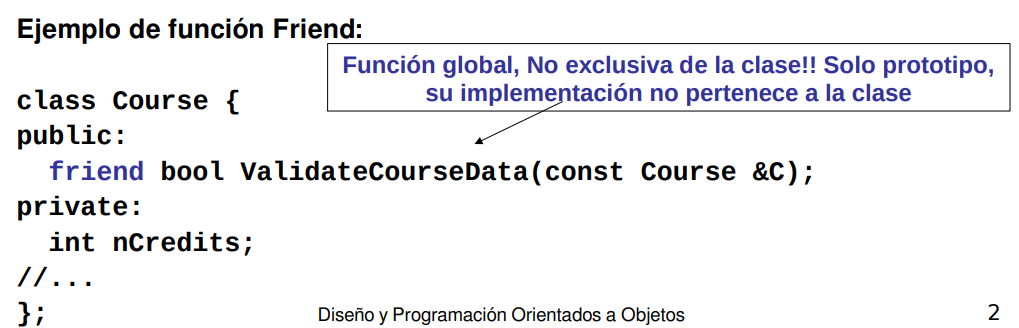 Ejemplo de función Friend:
Función global, No exclusiva de la clase!! Solo prototipo,
su implementación no pertenece a la clase
class Course {
public:
friend bool ValidateCourseData(const Course &C);
private:
int nCredits;
//...
};
Diseño y Programación Orientados a Objetos
2